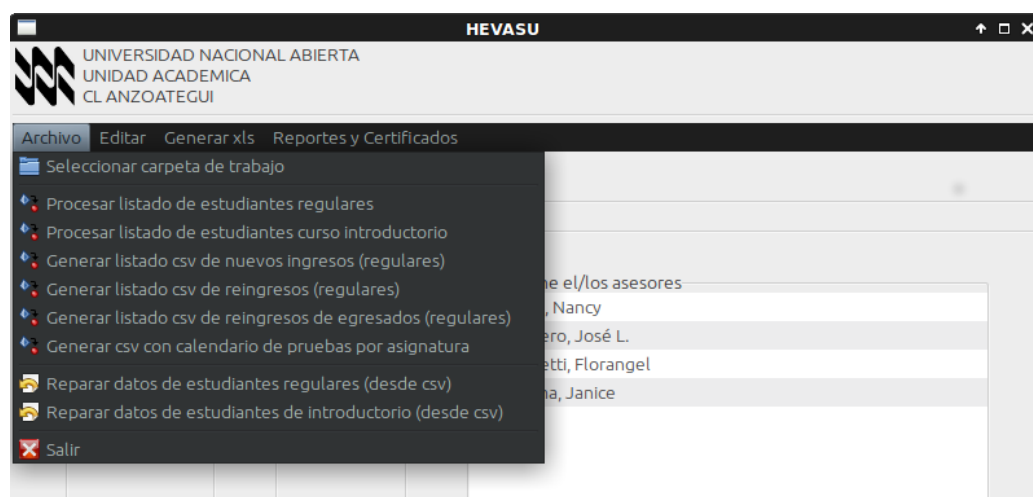 HEVASU
UNIVERSIDAD NACIONAL ABIERTA
UNIDAD ACADEMICA
CL ANZOATEGUI
Archivo Editar Generar xls Reportes y Certificados
Seleccionar carpeta de trabajo
Procesar listado de estudiantes regulares
Procesar listado de estudiantes curso introductorio
Generar listado csv de nuevos ingresos (regulares)
Generar listado csv de reingresos (regulares)
Generar listado csv de reingresos de egresados (regulares)
Generar csv con calendario de pruebas por asignatura
Reparar datos de estudiantes regulares (desde csv)
Reparar datos de estudiantes de introductorio (desde csv)
Salir
el/los asesores
, Nancy
José L.
Florangel
, Janice